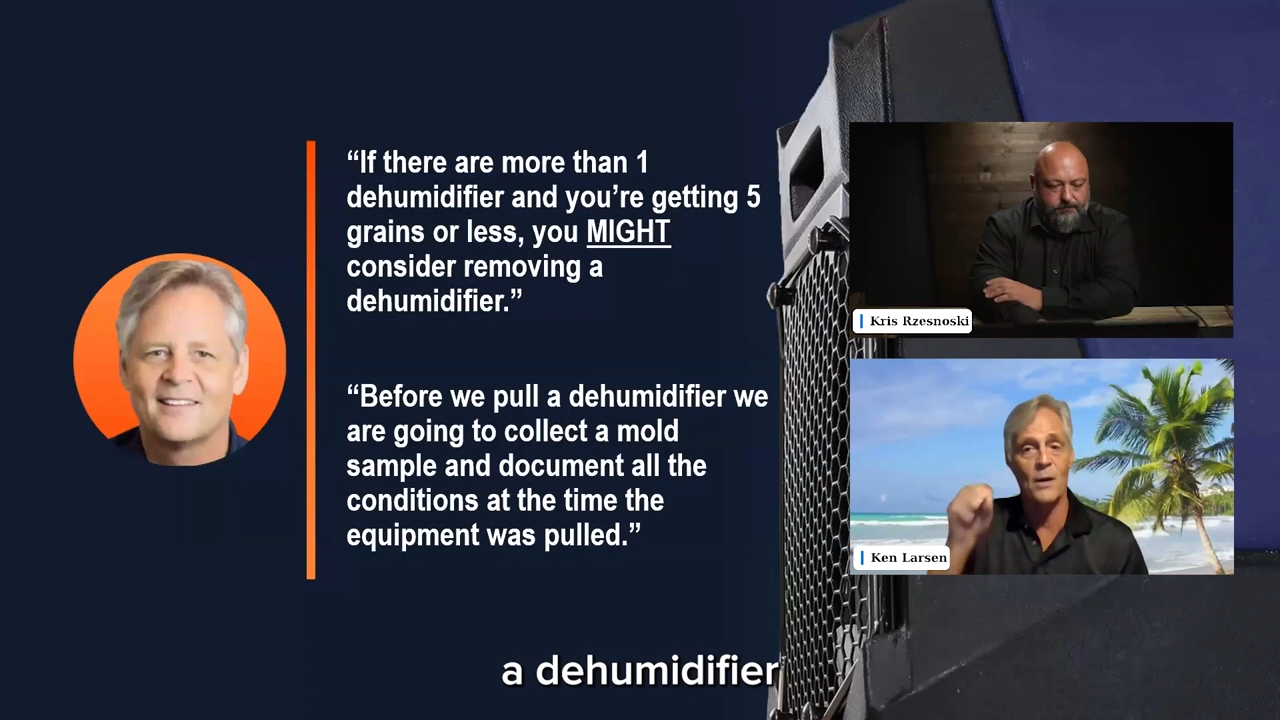 “If there are more than 1
dehumidifier and you’re getting 5
grains or less, you MIGHT
consider removing a
dehumidifier.”
“Before we pull a dehumidifier we
are going to collect a mold
sample and document all the
conditions at the time the
equipment was pulled.”
Kris Rzesnoski
Ken Larsen
a dehumidifier